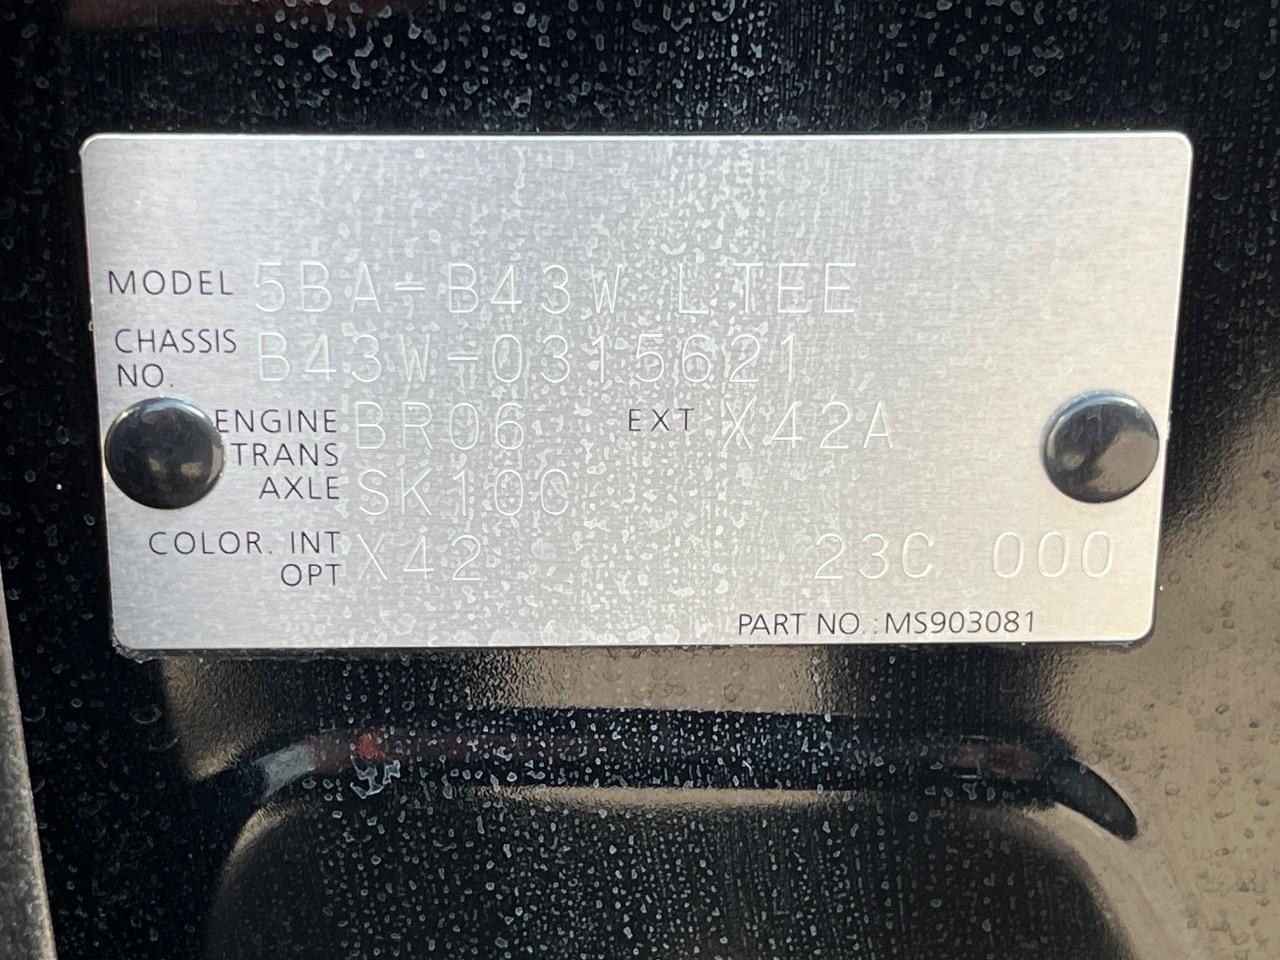 MODEL 5BA-B43W LTEE
CHASSIS NO. B43W-0315621
ENGINE BR06 EXT X42A
TRANS
AXLE SK10C
COLOR. INT X42 23C 000
OPT
PART NO. : MS903081